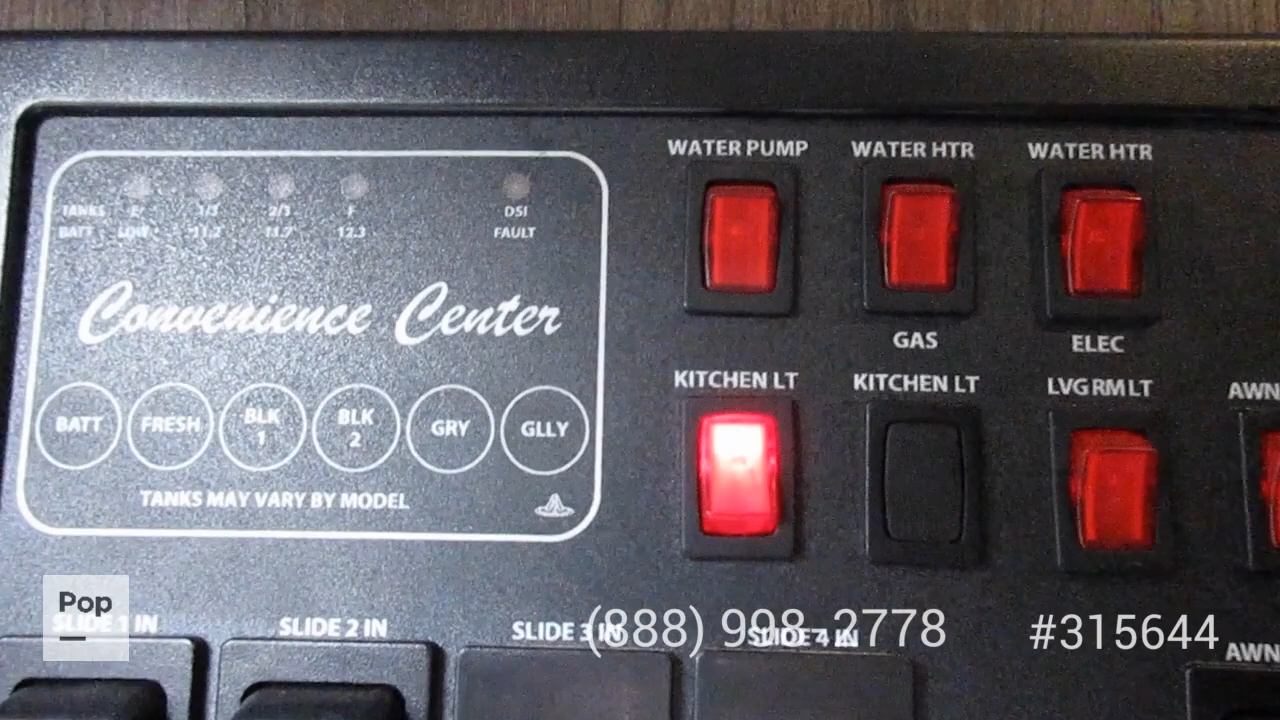 WATER PUMP
WATER HTR
WATER HTR
TANKS E 1/3 2/3 F DSI
BATT LOW 11.2 11.7 12.3 FAULT
Convenience Center
GAS
ELEC
KITCHEN LT
KITCHEN LT
LVG RM LT
AWN
BATT
FRESH
BLK
1
BLK
2
GRY
GLLY
TANKS MAY VARY BY MODEL
Pop
SLIDE 1 IN
SLIDE 2 IN
SLIDE 3 IN
SLIDE 4 IN
(888) 998-2778
#315644
AWN